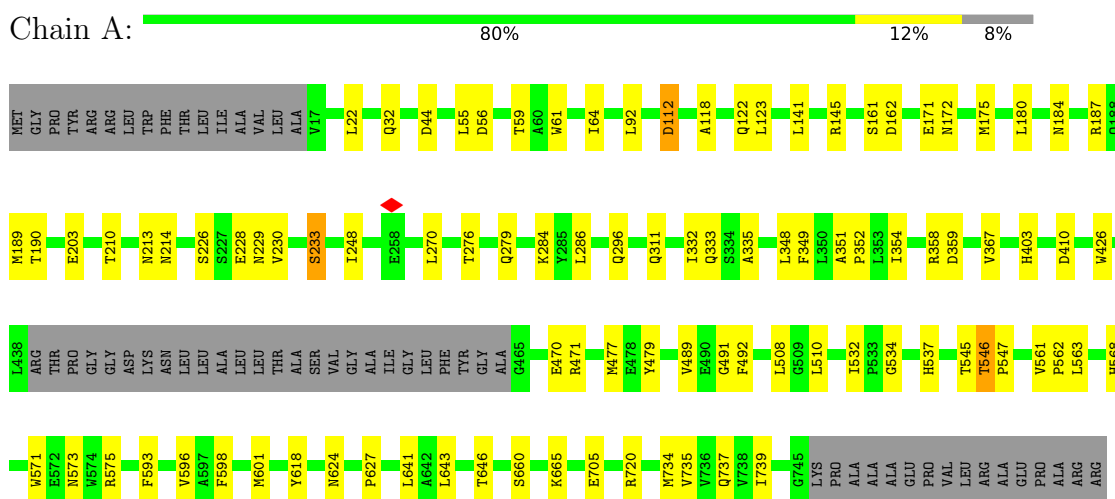 Chain A:
80% 12% 8%
MET GLY PRO TYR ARG ARG LEU TRP PHE THR LEU ILE ALA VAL LEU ALA V17 L22 Q32 D44 L55 D56 T59 A60 W61 I64 L92 D112 A118 Q122 L123 L141 R145 S161 D162 E171 N172 M175 L180 N184 R187 Q188
M189 T190 E203 T210 N213 N214 S226 S227 E228 N229 V230 S233 I248 E258 L270 T276 Q279 K284 Y285 L286 Q296 Q311 I332 Q333 S334 A335 L348 F349 L350 A351 P352 L353 I354 R358 D359 V367 H403 D410 W426
L438 ARG THR PRO GLY GLY ASP LYS ASN LEU LEU ALA LEU LEU THR ALA SER VAL GLY ALA ILE GLY LEU PHE TYR GLY ALA G465 E470 R471 M477 E478 Y479 V489 E490 G491 F492 L508 G509 L510 I532 P533 G534 H537 T545 T546 P547 V561 P562 L563 H568
W571 E572 N573 W574 R575 F593 V596 A597 F598 M601 Y618 N624 P627 L641 A642 L643 T646 S660 K665 E705 R720 M734 V735 V736 Q737 V738 I739 G745 LYS PRO ALA ALA ALA GLU PRO VAL LEU ARG ALA GLU PRO ALA ARG ARG